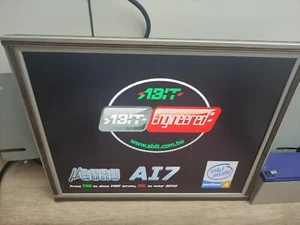 ABIT
ABIT Engineered
www.abit.com.tw
AI7
Press TAB to show POST screen, DEL to enter SETUP
intel
inside
pentium 4